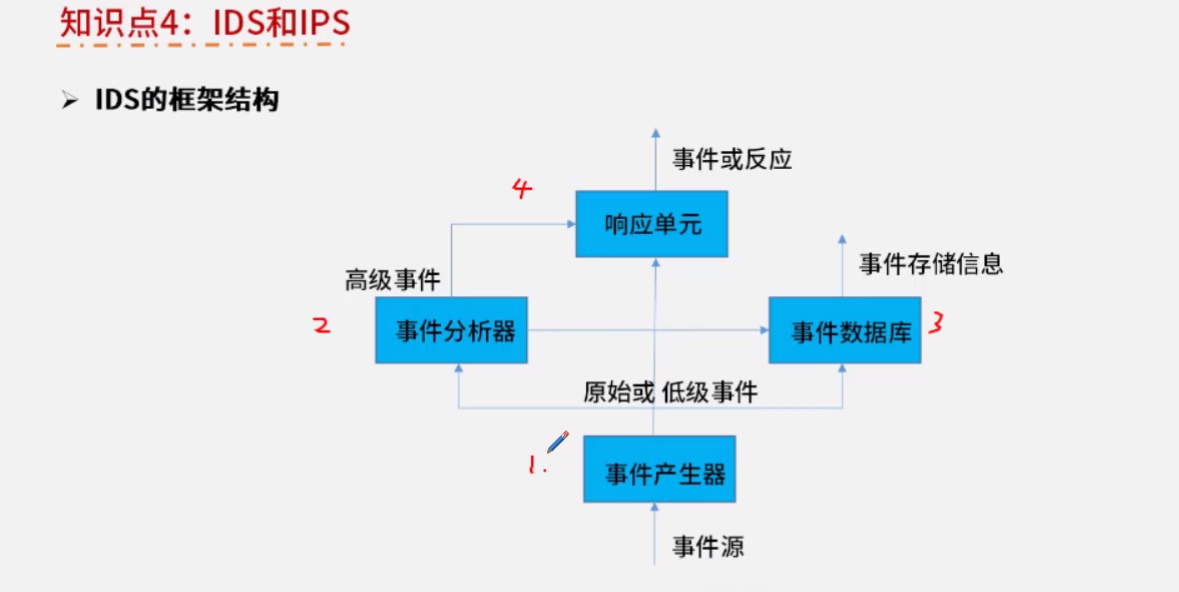 知识点4：IDS和IPS
➢ IDS的框架结构
事件或反应
4
响应单元
事件存储信息
高级事件
2
事件分析器
事件数据库
3
原始或 低级事件
1.
事件产生器
事件源